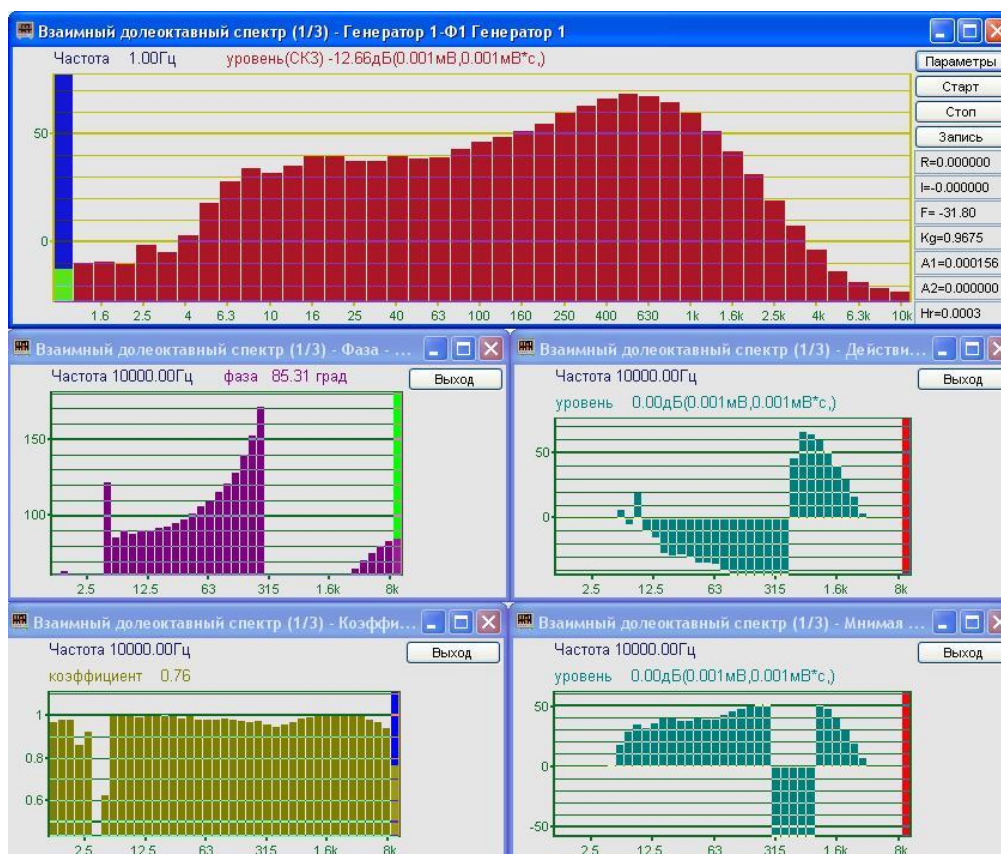 Взаимный долеоктавный спектр (1/3) - Генератор 1-Ф1 Генератор 1
Частота 1.00Гц уровень(СКЗ) -12.66дБ(0.001мВ,0.001мВ*с,)
Параметры
Старт
Стоп
Запись
R=0.000000
I=-0.000000
F= -31.80
Kg=0.9675
A1=0.000156
A2=0.000000
Hr=0.0003
50
0
1.6 2.5 4 6.3 10 16 25 40 63 100 160 250 400 630 1k 1.6k 2.5k 4k 6.3k 10k
Взаимный долеоктавный спектр (1/3) - Фаза - ...
Частота 10000.00Гц фаза 85.31 град
Выход
150
100
2.5 12.5 63 315 1.6k 8k
Взаимный долеоктавный спектр (1/3) - Действи...
Частота 10000.00Гц
Выход
уровень 0.00дБ(0.001мВ,0.001мВ*с,)
50
0
2.5 12.5 63 315 1.6k 8k
Взаимный долеоктавный спектр (1/3) - Коэффи...
Частота 10000.00Гц
Выход
коэффициент 0.76
1
0.8
0.6
2.5 12.5 63 315 1.6k 8k
Взаимный долеоктавный спектр (1/3) - Мнимая ...
Частота 10000.00Гц
Выход
уровень 0.00дБ(0.001мВ,0.001мВ*с,)
50
0
-50
2.5 12.5 63 315 1.6k 8k